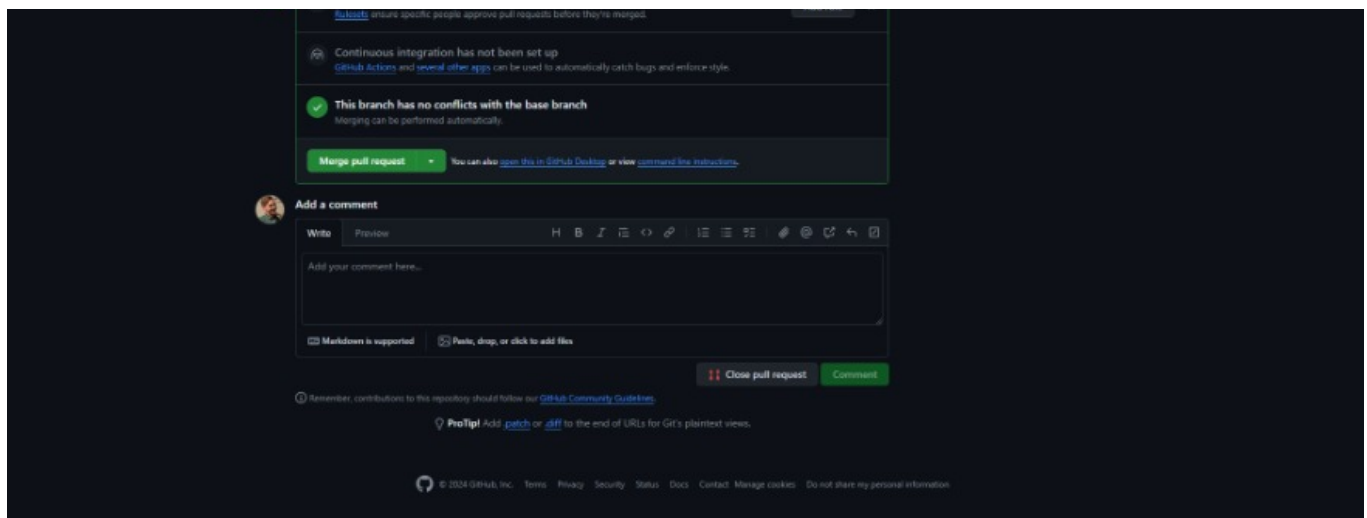 Rulesets ensure specific people approve pull requests before they're merged.
Continuous integration has not been set up
GitHub Actions and several other apps can be used to automatically catch bugs and enforce style.
This branch has no conflicts with the base branch
Merging can be performed automatically.
Merge pull request You can also open this in GitHub Desktop or view command line instructions.
Add a comment
Write Preview H B I
Add your comment here...
Markdown is supported Paste, drop, or click to add files
Close pull request Comment
Remember, contributions to this repository should follow our GitHub Community Guidelines.
ProTip! Add .patch or .diff to the end of URLs for Git's plaintext views.
© 2024 GitHub, Inc. Terms Privacy Security Status Docs Contact Manage cookies Do not share my personal information